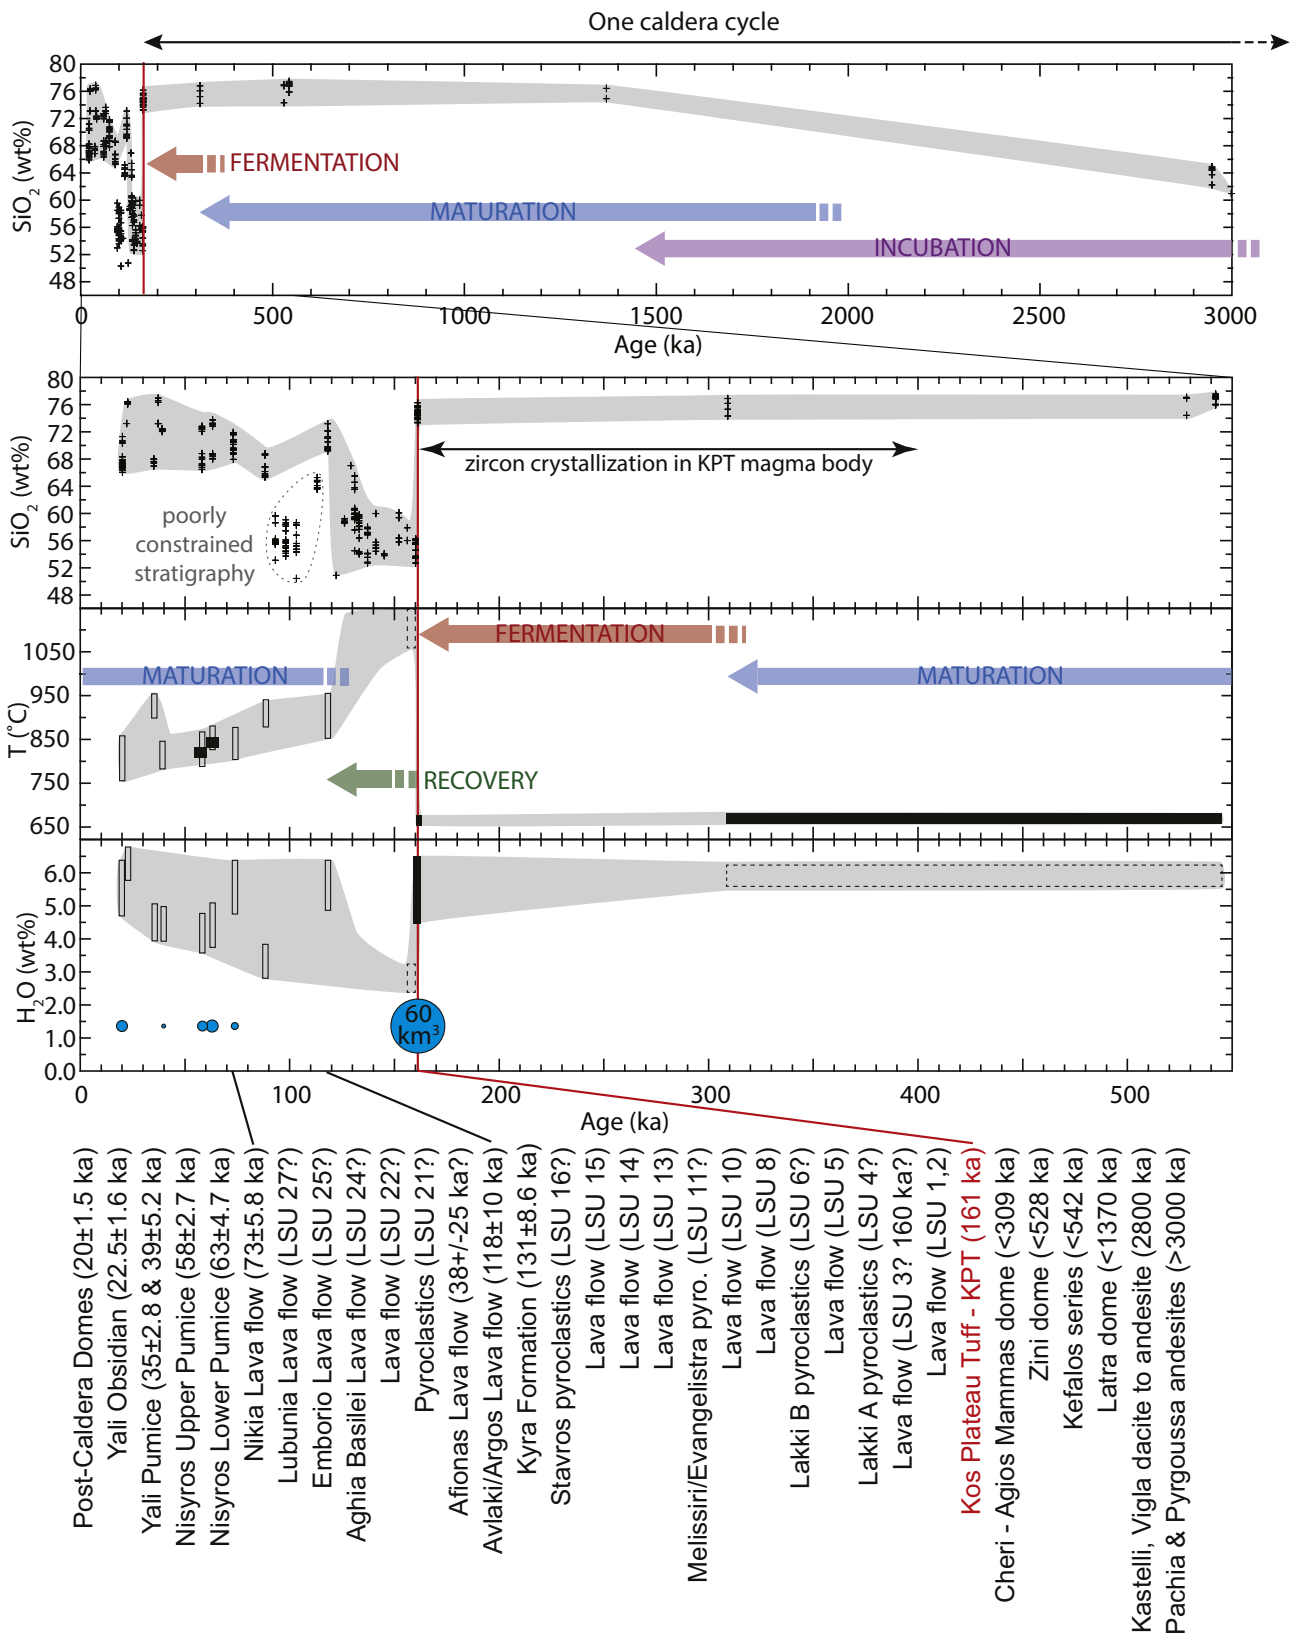 One caldera cycle
80
76
72
68
64
60
56
52
48
SiO2 (wt%)
FERMENTATION
MATURATION
INCUBATION
0 500 1000 1500 2000 2500 3000
Age (ka)
80
76
72
68
64
60
56
52
48
SiO2 (wt%)
zircon crystallization in KPT magma body
poorly
constrained
stratigraphy
1050
950
850
750
650
T (°C)
FERMENTATION
MATURATION
MATURATION
RECOVERY
6.0
5.0
4.0
3.0
2.0
1.0
0.0
H2O (wt%)
60
km3
0 100 200 300 400 500
Age (ka)
Post-Caldera Domes (20±1.5 ka)
Yali Obsidian (22.5±1.6 ka)
Yali Pumice (35±2.8 & 39±5.2 ka)
Nisyros Upper Pumice (58±2.7 ka)
Nisyros Lower Pumice (63±4.7 ka)
Nikia Lava flow (73±5.8 ka)
Lubunia Lava flow (LSU 27??)
Emborio Lava flow (LSU 25?)
Aghia Basilei Lava flow (LSU 24?)
Lava flow (LSU 22?)
Pyroclastics (LSU 21?)
Afionas Lava flow (38+/-25 ka?)
Avlaki/Argos Lava flow (118±10 ka)
Kyra Formation (131±8.6 ka)
Stavros pyroclastics (LSU 16?)
Lava flow (LSU 15)
Lava flow (LSU 14)
Lava flow (LSU 13)
Melissiri/Evangelistra pyro. (LSU 11?)
Lava flow (LSU 10)
Lava flow (LSU 8)
Lakki B pyroclastics (LSU 6?)
Lava flow (LSU 5)
Lakki A pyroclastics (LSU 4?)
Lava flow (LSU 3? 160 ka?)
Lava flow (LSU 1,2)
Kos Plateau Tuff - KPT (161 ka)
Cheri - Agios Mammas dome (<309 ka)
Zini dome (<528 ka)
Kefalos series (<542 ka)
Latra dome (<1370 ka)
Kastelli, Vigla dacite to andesite (2800 ka)
Pachia & Pyrgoussa andesites (>3000 ka)